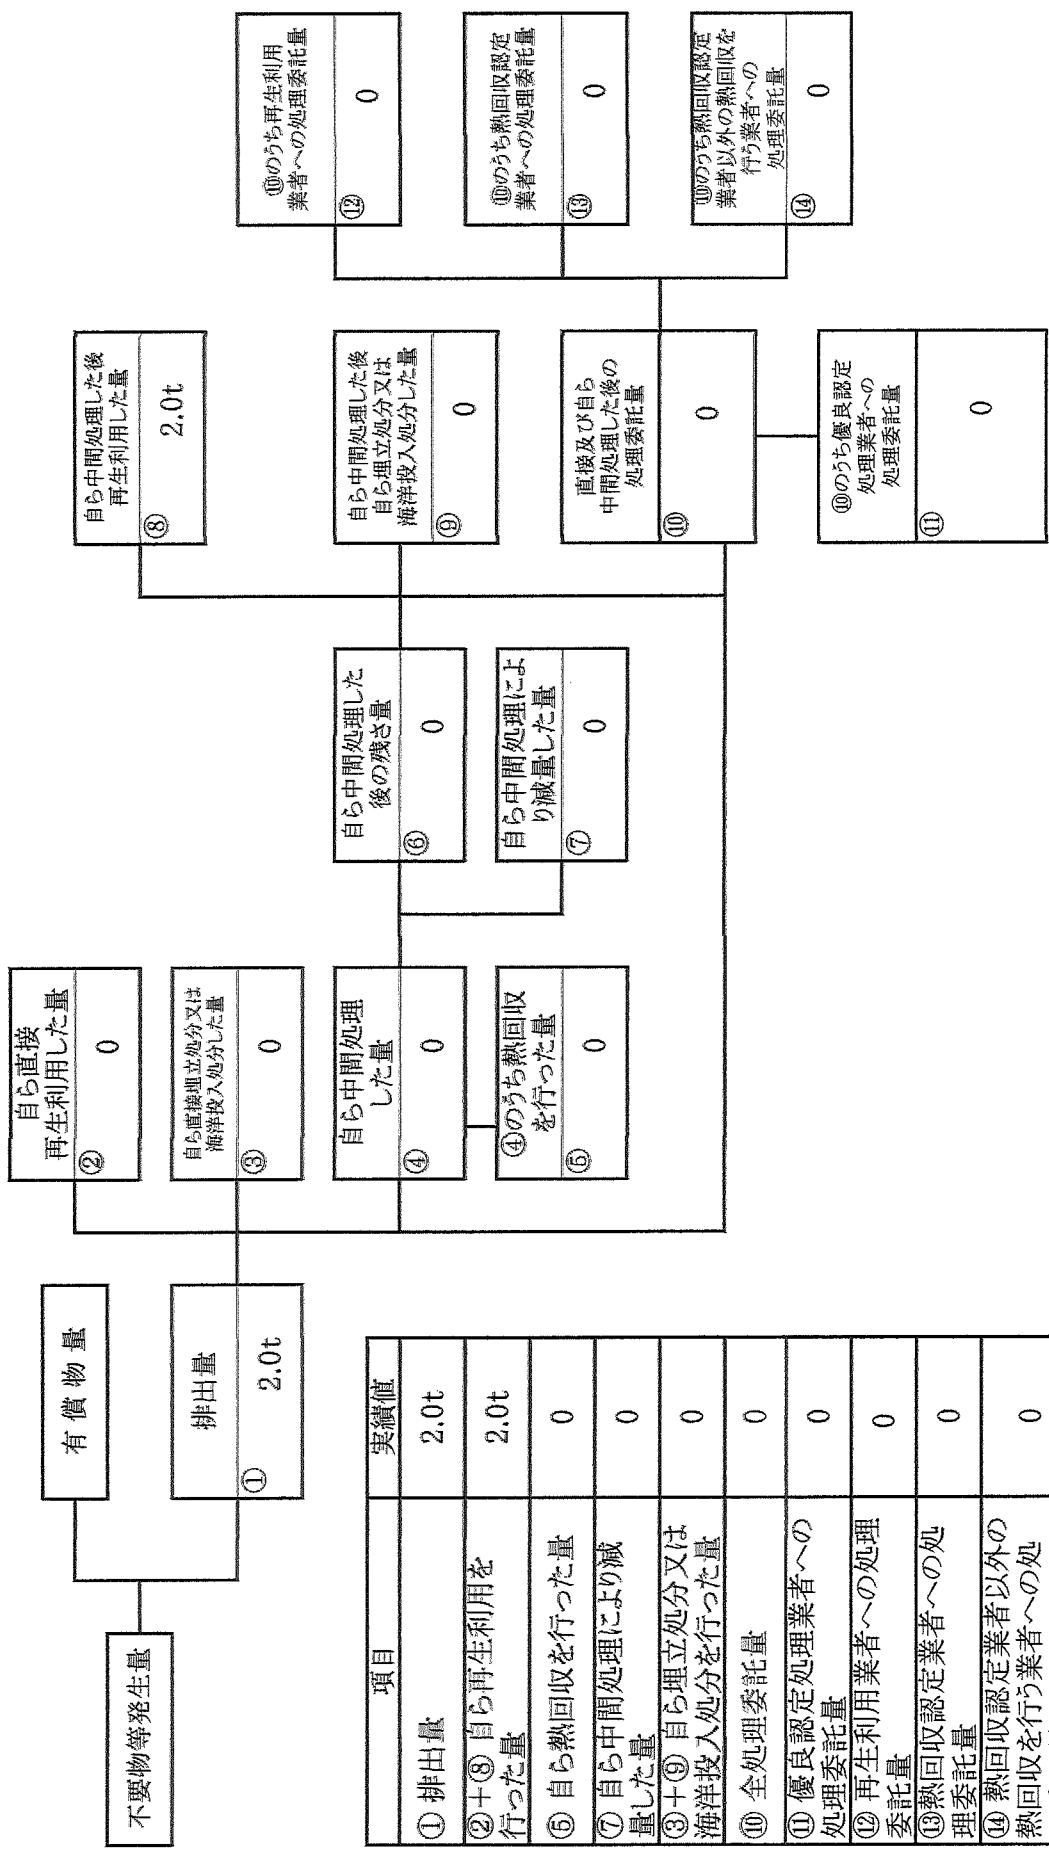 不要物等発生量
有償物量
排出量
① 2.0t
自ら直接
再生利用した量
② 0
自ら直接埋立処分又は
海洋投入処分した量
③ 0
自ら中間処理
した量
④ 0
④のうち熱回収
を行った量
⑤ 0
自ら中間処理した
後の残さ量
⑥ 0
自ら中間処理によ
り減量した量
⑦ 0
自ら中間処理した後
再生利用した量
⑧ 2.0t
自ら中間処理した後
自ら埋立処分又は
海洋投入処分した量
⑨ 0
直接及び自ら
中間処理した後の
処理委託量
⑩ 0
⑩のうち優良認定
処理業者への
処理委託量
⑪ 0
⑩のうち再生利用
業者への処理委託量
⑫ 0
⑩のうち熱回収認定
業者への処理委託量
⑬ 0
⑩のうち熱回収認定
業者以外の熱回収を
行う業者への
処理委託量
⑭ 0
項目 実績値
① 排出量 2.0t
②+⑧ 自ら再生利用を
行った量 2.0t
⑤ 自ら熱回収を行った量 0
⑦ 自ら中間処理により減
量した量 0
③+⑨ 自ら埋立処分又は
海洋投入処分を行った量 0
⑩ 全処理委託量 0
⑪ 優良認定処理業者への
処理委託量 0
⑫ 再生利用業者への処理
委託量 0
⑬熱回収認定業者への処
理委託量 0
⑭ 熱回収認定業者以外の
熱回収を行う業者への処 0